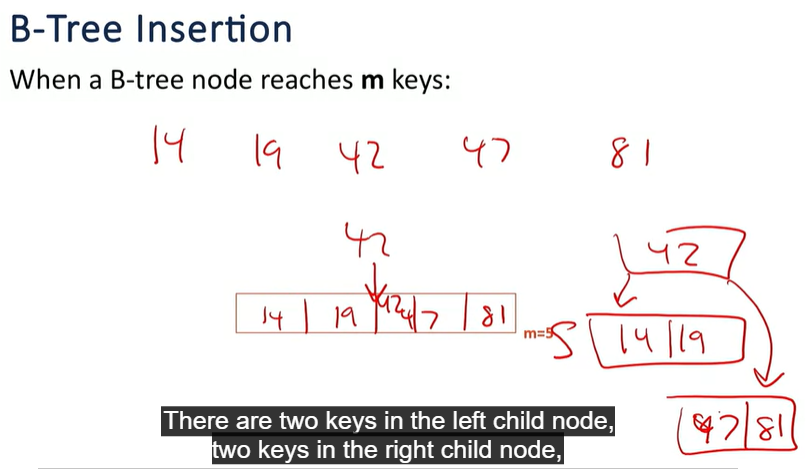 B-Tree Insertion
When a B-tree node reaches m keys:
14 19 42 47 81
42
42
14 19 42 47 81
m=5
5
14 19
47 81
There are two keys in the left child node,
two keys in the right child node,